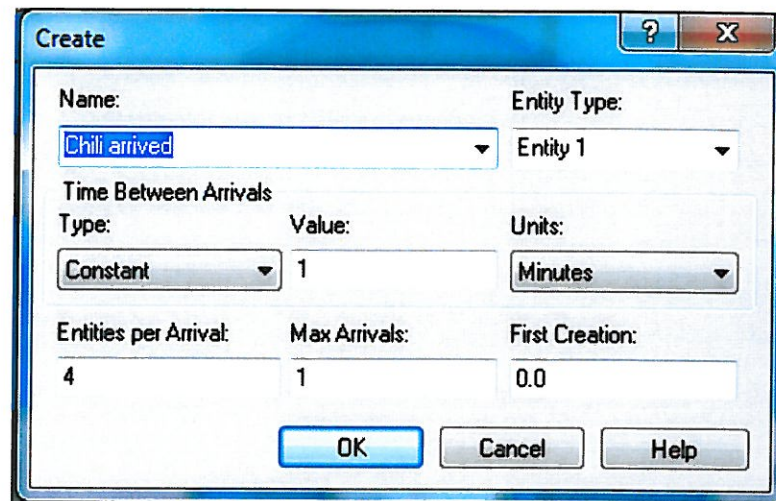 Create
? X
Name: Entity Type:
Chili arrived Entity 1
Time Between Arrivals
Type: Value: Units:
Constant 1 Minutes
Entities per Arrival: Max Arrivals: First Creation:
4 1 0.0
OK Cancel Help